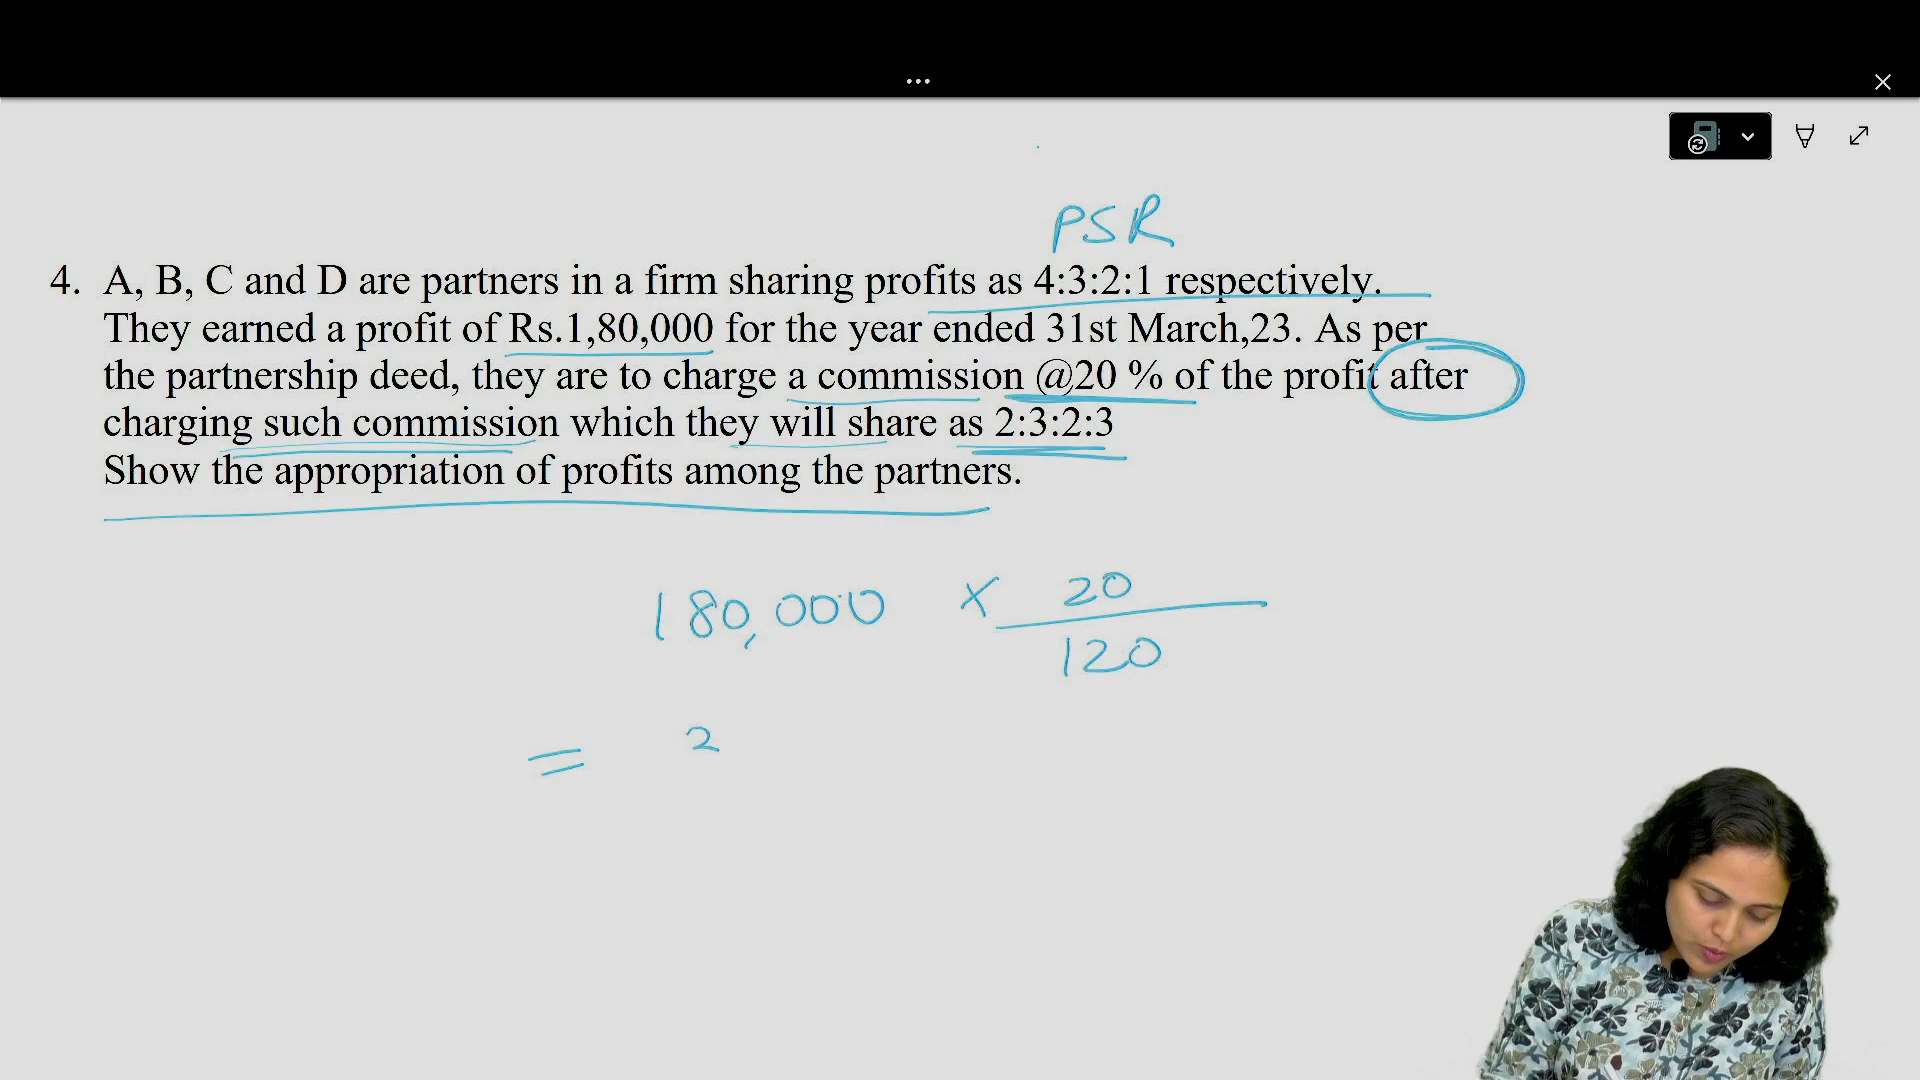 PSR
4. A, B, C and D are partners in a firm sharing profits as 4:3:2:1 respectively.
They earned a profit of Rs.1,80,000 for the year ended 31st March,23. As per
the partnership deed, they are to charge a commission @20 % of the profit after
charging such commission which they will share as 2:3:2:3
Show the appropriation of profits among the partners.
180,000 × 20
120
= 2